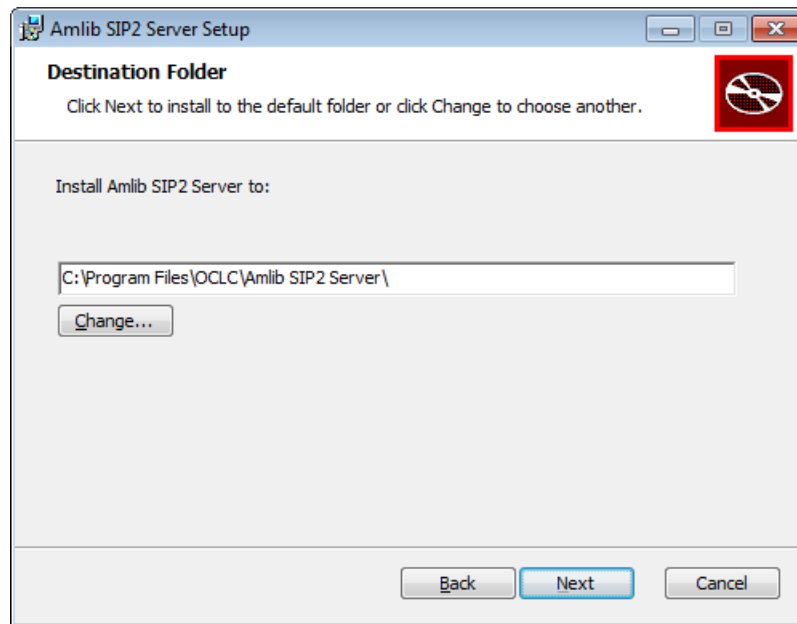 Amlib SIP2 Server Setup
Destination Folder
Click Next to install to the default folder or click Change to choose another.
Install Amlib SIP2 Server to:
C:\Program Files\OCLC\Amlib SIP2 Server\
Change...
Back Next Cancel